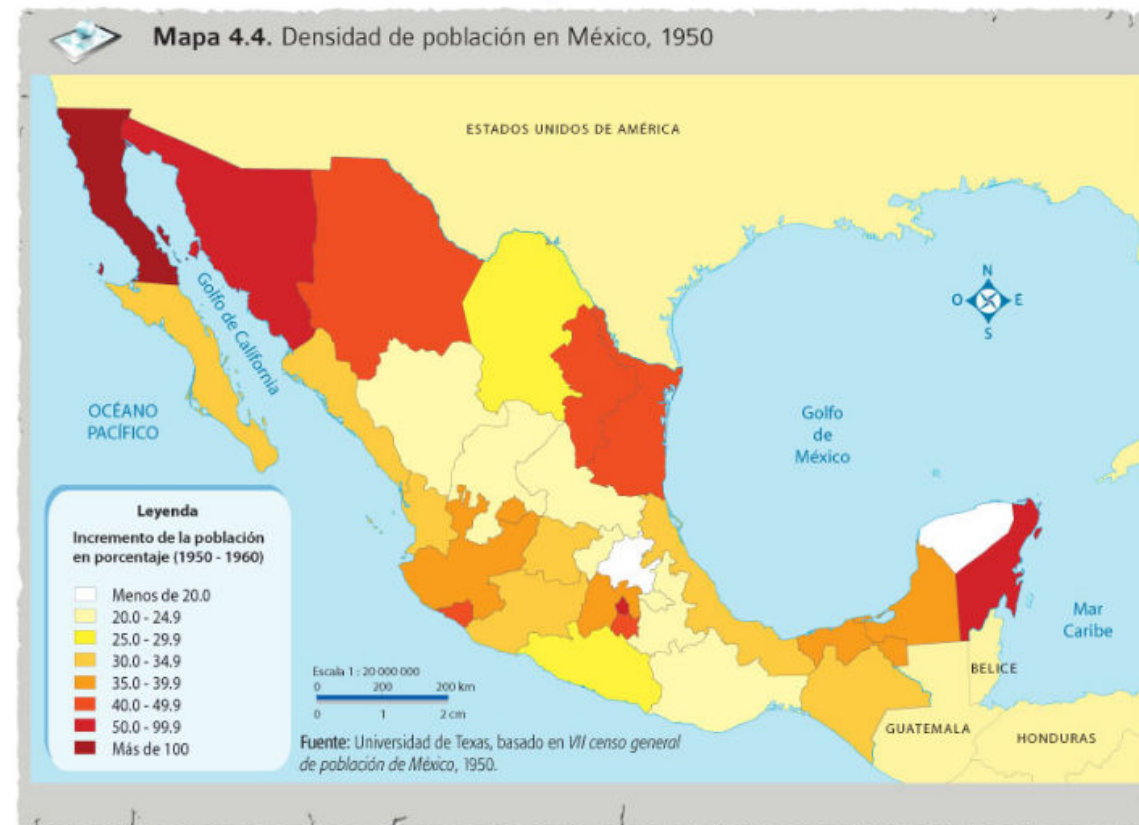 Mapa 4.4. Densidad de población en México, 1950
ESTADOS UNIDOS DE AMÉRICA
N
O
E
S
Golfo de California
OCÉANO
PACÍFICO
Golfo
de
México
Leyenda
Incremento de la población
en porcentaje (1950 - 1960)
Menos de 20.0
20.0 - 24.9
25.0 - 29.9
30.0 - 34.9
35.0 - 39.9
40.0 - 49.9
50.0 - 99.9
Más de 100
Mar
Caribe
Escala 1 : 20 000 000
0 200 200 km
0 1 2 cm
BELICE
GUATEMALA
HONDURAS
Fuente: Universidad de Texas, basado en VII censo general
de población de México, 1950.